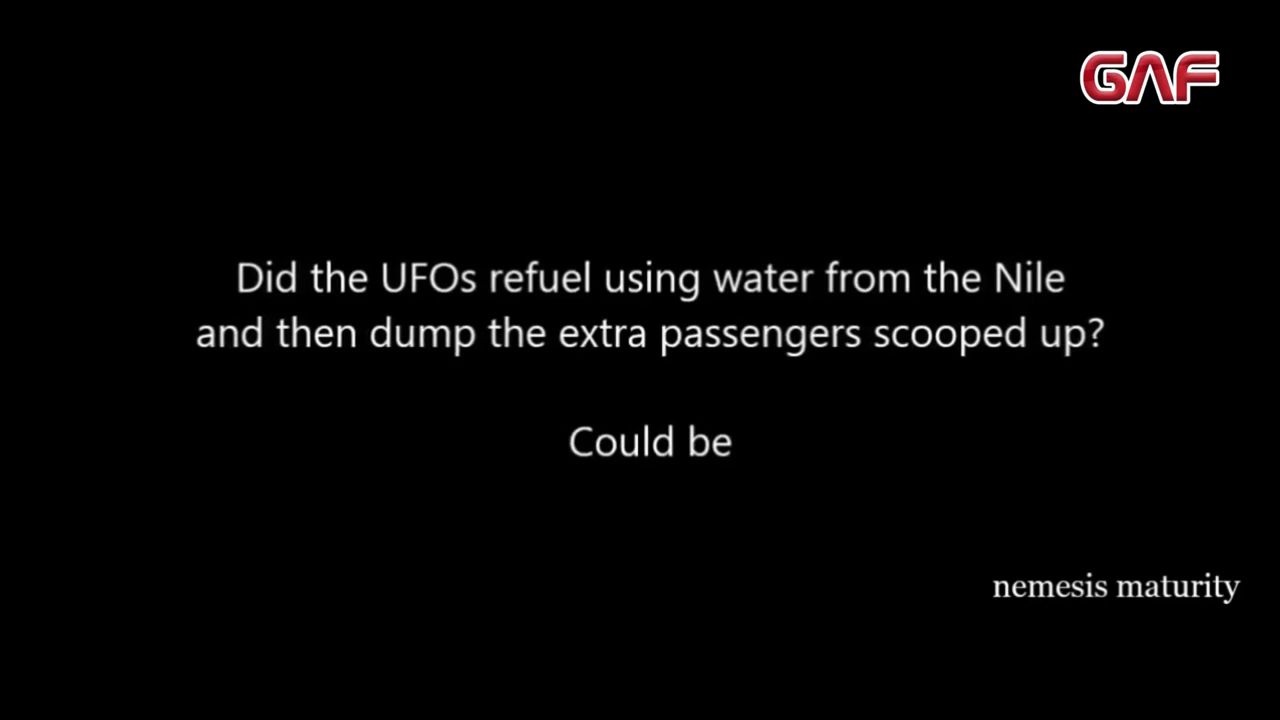 GAF
Did the UFOs refuel using water from the Nile
and then dump the extra passengers scooped up?
Could be
nemesis maturity